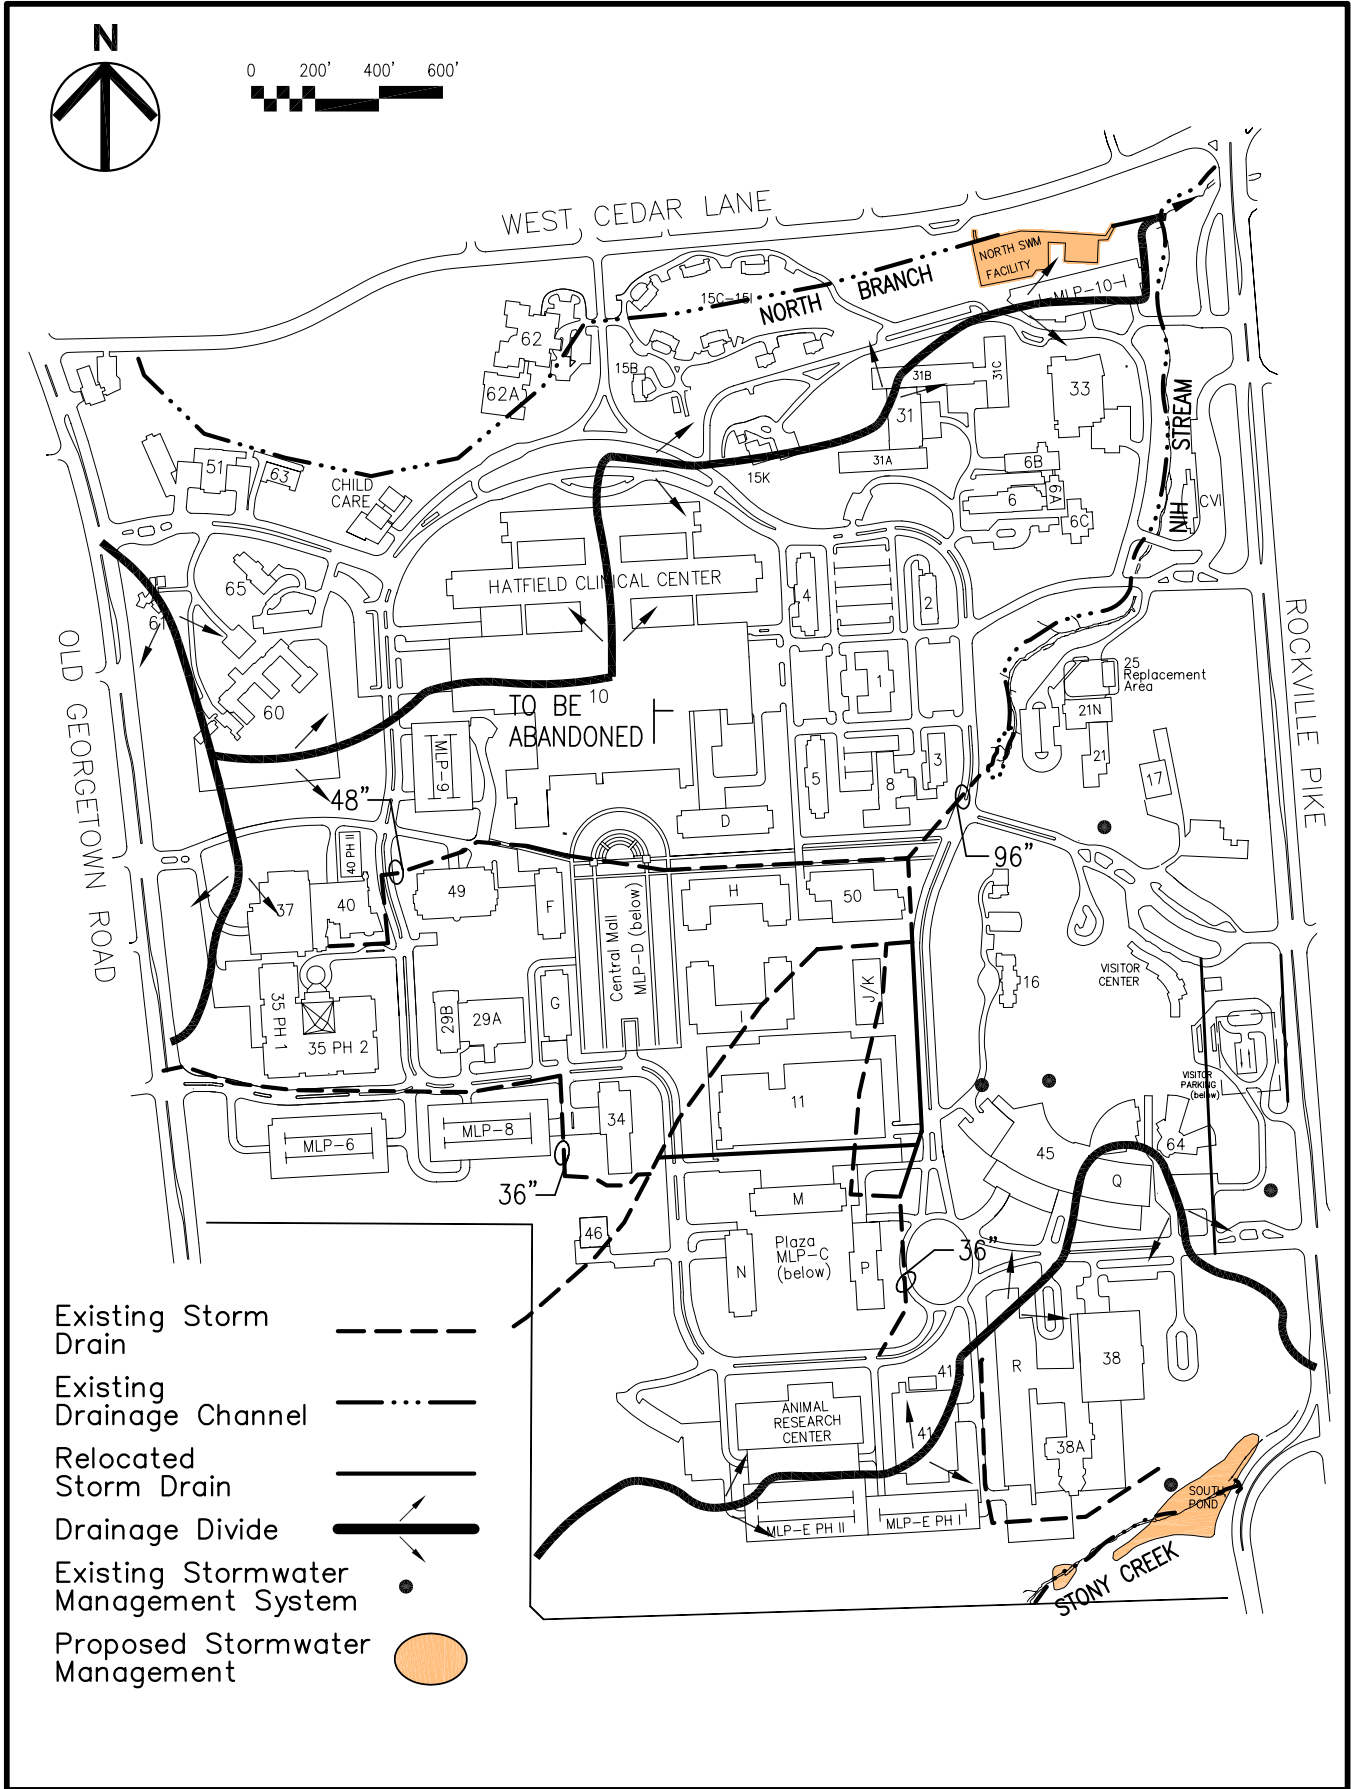 N
0 200' 400' 600'
WEST CEDAR LANE
NORTH SWM
FACILITY
MLP-10-I
NORTH BRANCH
15C-15I
62
62A
15B
31B
31C
33
31
31A
15K
NIH STREAM
6B
6A
6
6C
CVI
51
63
CHILD
CARE
65
61
60
HATFIELD CLINICAL CENTER
4
2
1
25
Replacement
Area
21N
21
17
OLD GEORGETOWN ROAD
ROCKVILLE PIKE
10
TO BE
ABANDONED
MLP-9
5
8
3
D
48"
96"
40 PH II
37
40
49
F
Central Mall
MLP-D (below)
H
50
35 PH 1
35 PH 2
29B
29A
G
I
J/K
16
VISITOR
CENTER
VISITOR
PARKING
(below)
11
34
MLP-6
MLP-8
36"
45
64
Q
M
46
N
Plaza
MLP-C
(below)
P
36"
R
38
38A
41
41
ANIMAL
RESEARCH
CENTER
MLP-E PH II
MLP-E PH I
SOUTH
POND
STONY CREEK
Existing Storm
Drain
Existing
Drainage Channel
Relocated
Storm Drain
Drainage Divide
Existing Stormwater
Management System
Proposed Stormwater
Management